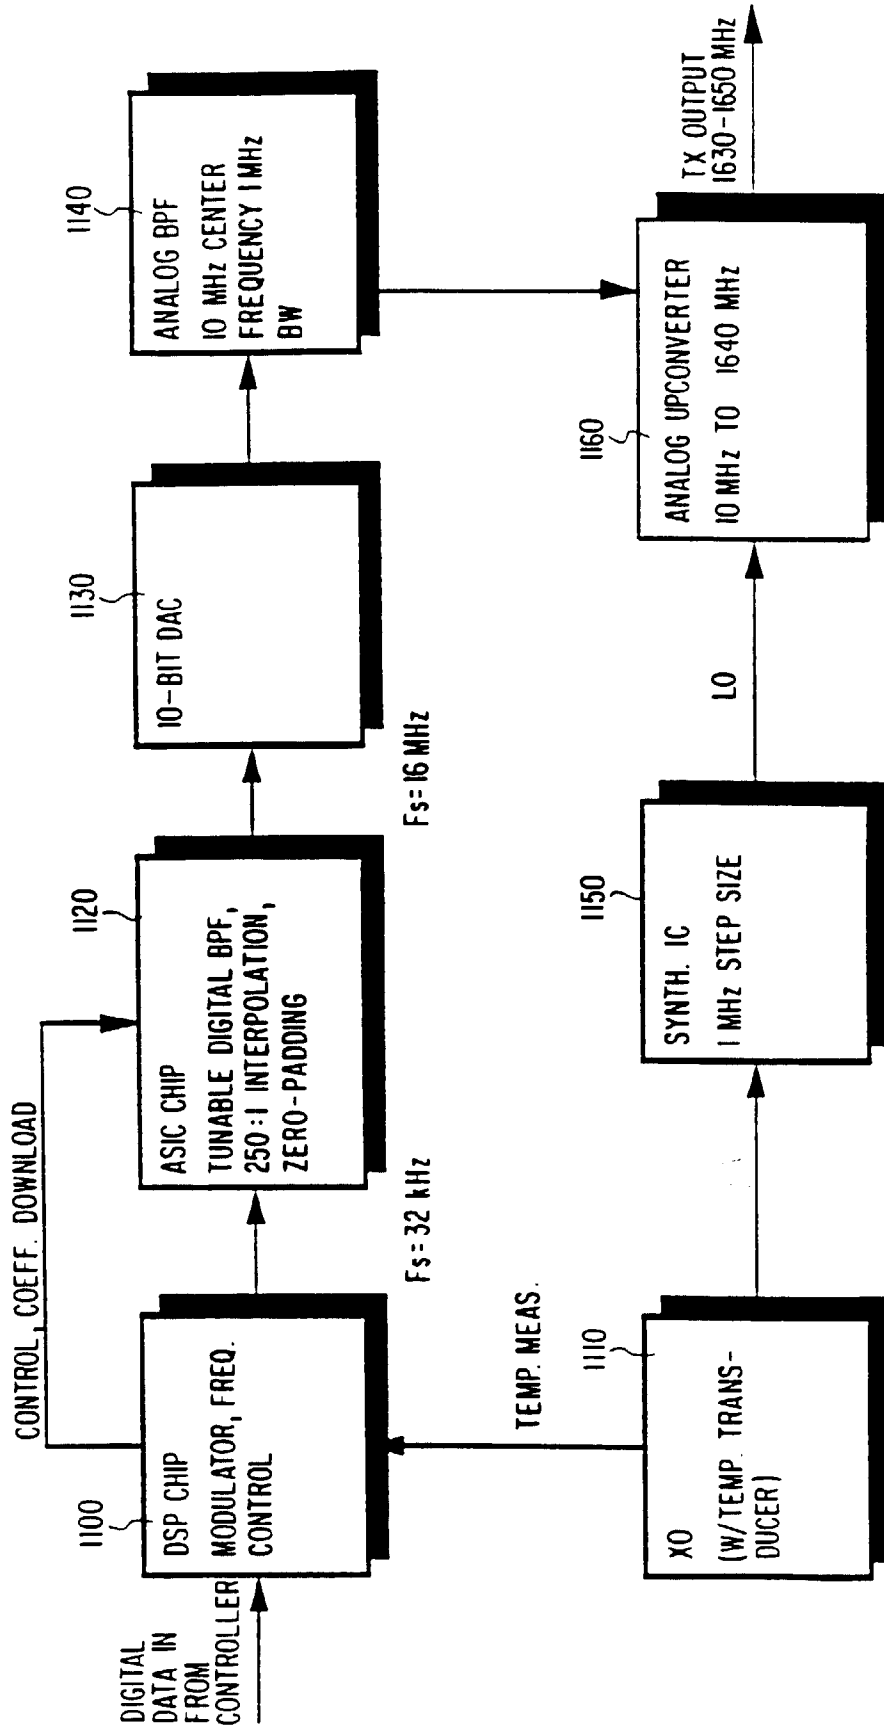 DIGITAL
DATA IN
FROM
CONTROLLER
1100
DSP CHIP
MODULATOR, FREQ.
CONTROL
CONTROL, COEFF. DOWNLOAD
Fs=32 kHz
1120
ASIC CHIP
TUNABLE DIGITAL BPF,
250:1 INTERPOLATION,
ZERO-PADDING
Fs=16 MHz
1130
10-BIT DAC
1140
ANALOG BPF
10 MHz CENTER
FREQUENCY 1 MHz
BW
TEMP. MEAS.
1110
XO
(W/TEMP. TRANS-
DUCER)
1150
SYNTH. IC
1 MHz STEP SIZE
LO
1160
ANALOG UPCONVERTER
10 MHz TO 1640 MHz
TX OUTPUT
1630-1650 MHz